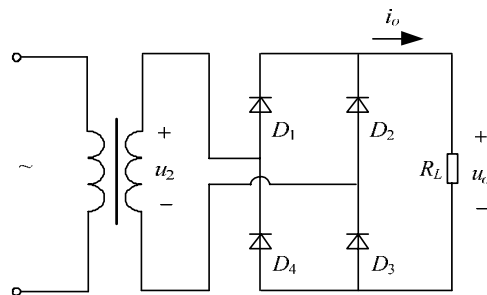 i_o
D_1
D_2
+
~
u_2
−
+
R_L
u_o
−
D_4
D_3